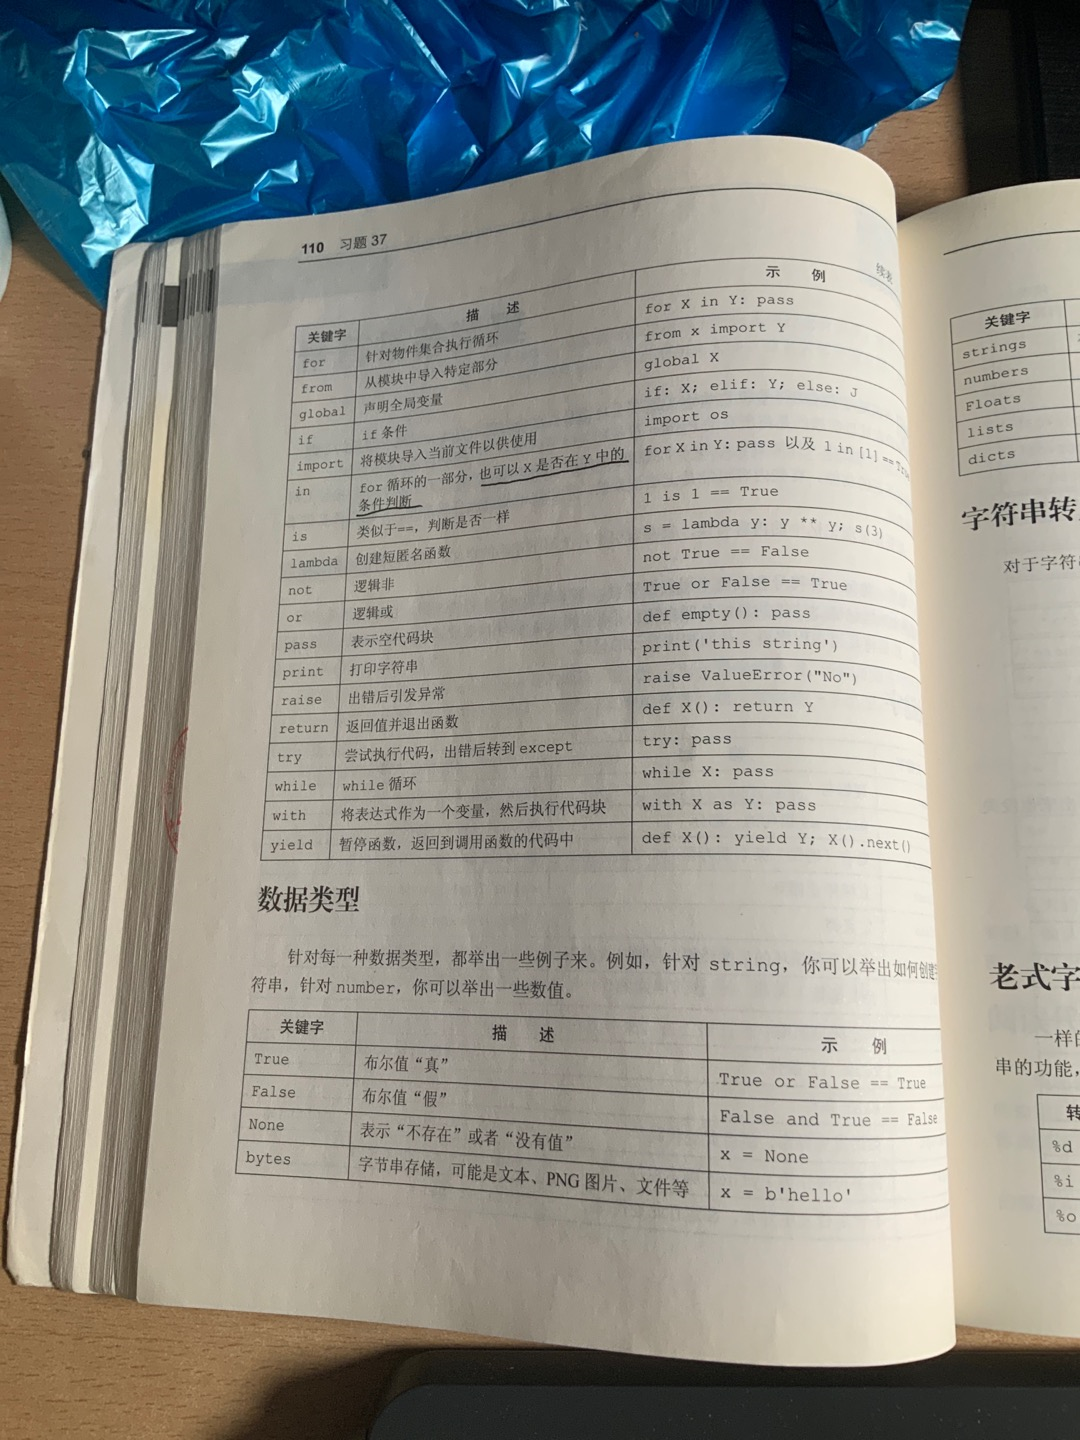 110 习题 37
续表
关键字 描 述 示 例
for 针对物件集合执行循环 for X in Y: pass
from 从模块中导入特定部分 from x import Y
global 声明全局变量 global X
if if 条件 if: X; elif: Y; else: J
import 将模块导入当前文件以供使用 import os
in for 循环的一部分，也可以 X 是否在 Y 中的 for X in Y: pass 以及 1 in [1] == True
条件判断
is 类似于==，判断是否一样 1 is 1 == True
lambda 创建短匿名函数 s = lambda y: y ** y; s(3)
not 逻辑非 not True == False
or 逻辑或 True or False == True
pass 表示空代码块 def empty(): pass
print 打印字符串 print('this string')
raise 出错后引发异常 raise ValueError("No")
return 返回值并退出函数 def X(): return Y
try 尝试执行代码，出错后转到 except try: pass
while while 循环 while X: pass
with 将表达式作为一个变量，然后执行代码块 with X as Y: pass
yield 暂停函数，返回到调用函数的代码中 def X(): yield Y; X().next()
数据类型
针对每一种数据类型，都举出一些例子来。例如，针对 string，你可以举出如何创建字
符串，针对 number，你可以举出一些数值。
关键字 描 述 示 例
True 布尔值“真” True or False == True
False 布尔值“假” False and True == False
None 表示“不存在”或者“没有值” x = None
bytes 字节串存储，可能是文本、PNG 图片、文件等 x = b'hello'
关键字
strings
numbers
Floats
lists
dicts
字符串转
对于字符
老式字
一样的
串的功能，
转
%d
%i
%o